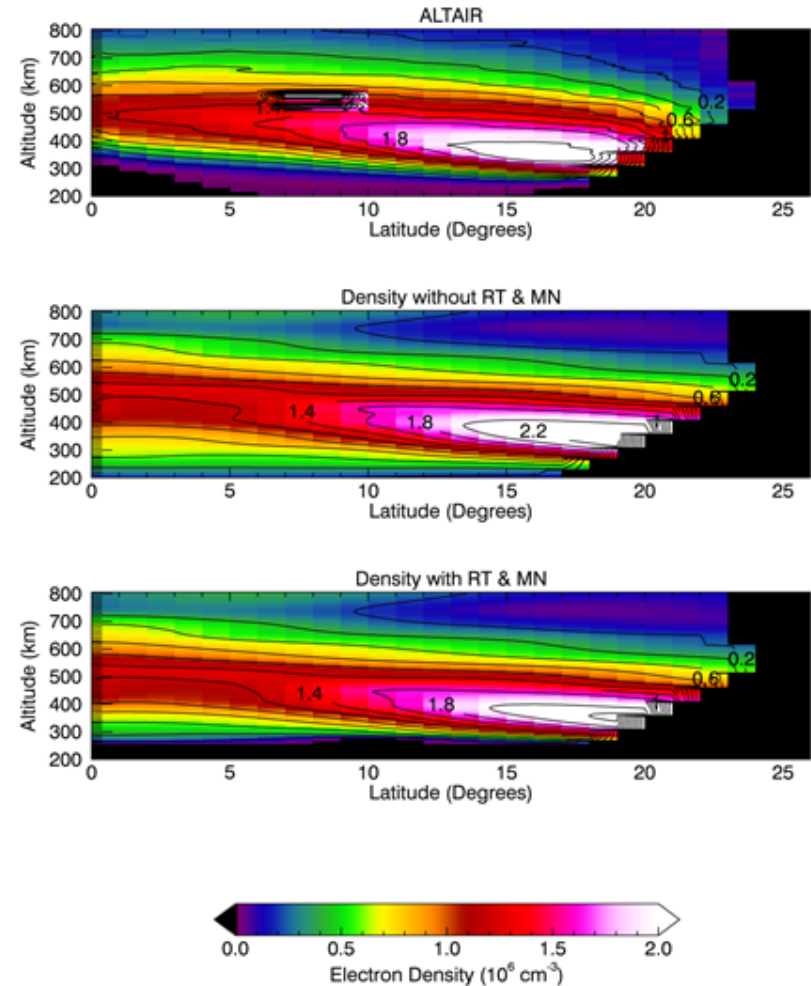 ALTAIR
800
700
600
500
400
300
200
Altitude (km)
1.4
1.8
0.2
0.6
1
0 5 10 15 20 25
Latitude (Degrees)
Density without RT & MN
800
700
600
500
400
300
200
Altitude (km)
1.4
1.8
2.2
0.2
0.6
1
0 5 10 15 20 25
Latitude (Degrees)
Density with RT & MN
800
700
600
500
400
300
200
Altitude (km)
1.4
1.8
0.2
0.6
1
0 5 10 15 20 25
Latitude (Degrees)
0.0 0.5 1.0 1.5 2.0
Electron Density (10⁶ cm⁻³)